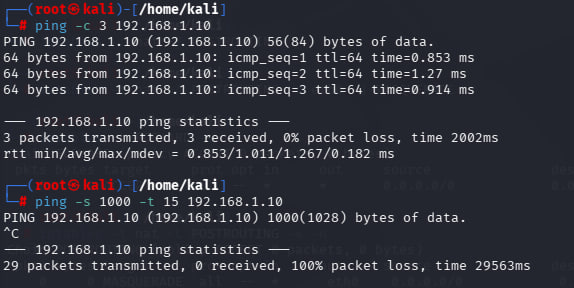 ┌──(root㉿kali)-[/home/kali]
└─# ping -c 3 192.168.1.10
PING 192.168.1.10 (192.168.1.10) 56(84) bytes of data.
64 bytes from 192.168.1.10: icmp_seq=1 ttl=64 time=0.853 ms
64 bytes from 192.168.1.10: icmp_seq=2 ttl=64 time=1.27 ms
64 bytes from 192.168.1.10: icmp_seq=3 ttl=64 time=0.914 ms
--- 192.168.1.10 ping statistics ---
3 packets transmitted, 3 received, 0% packet loss, time 2002ms
rtt min/avg/max/mdev = 0.853/1.011/1.267/0.182 ms
┌──(root㉿kali)-[/home/kali]
└─# ping -s 1000 -t 15 192.168.1.10
PING 192.168.1.10 (192.168.1.10) 1000(1028) bytes of data.
^C
--- 192.168.1.10 ping statistics ---
29 packets transmitted, 0 received, 100% packet loss, time 29563ms